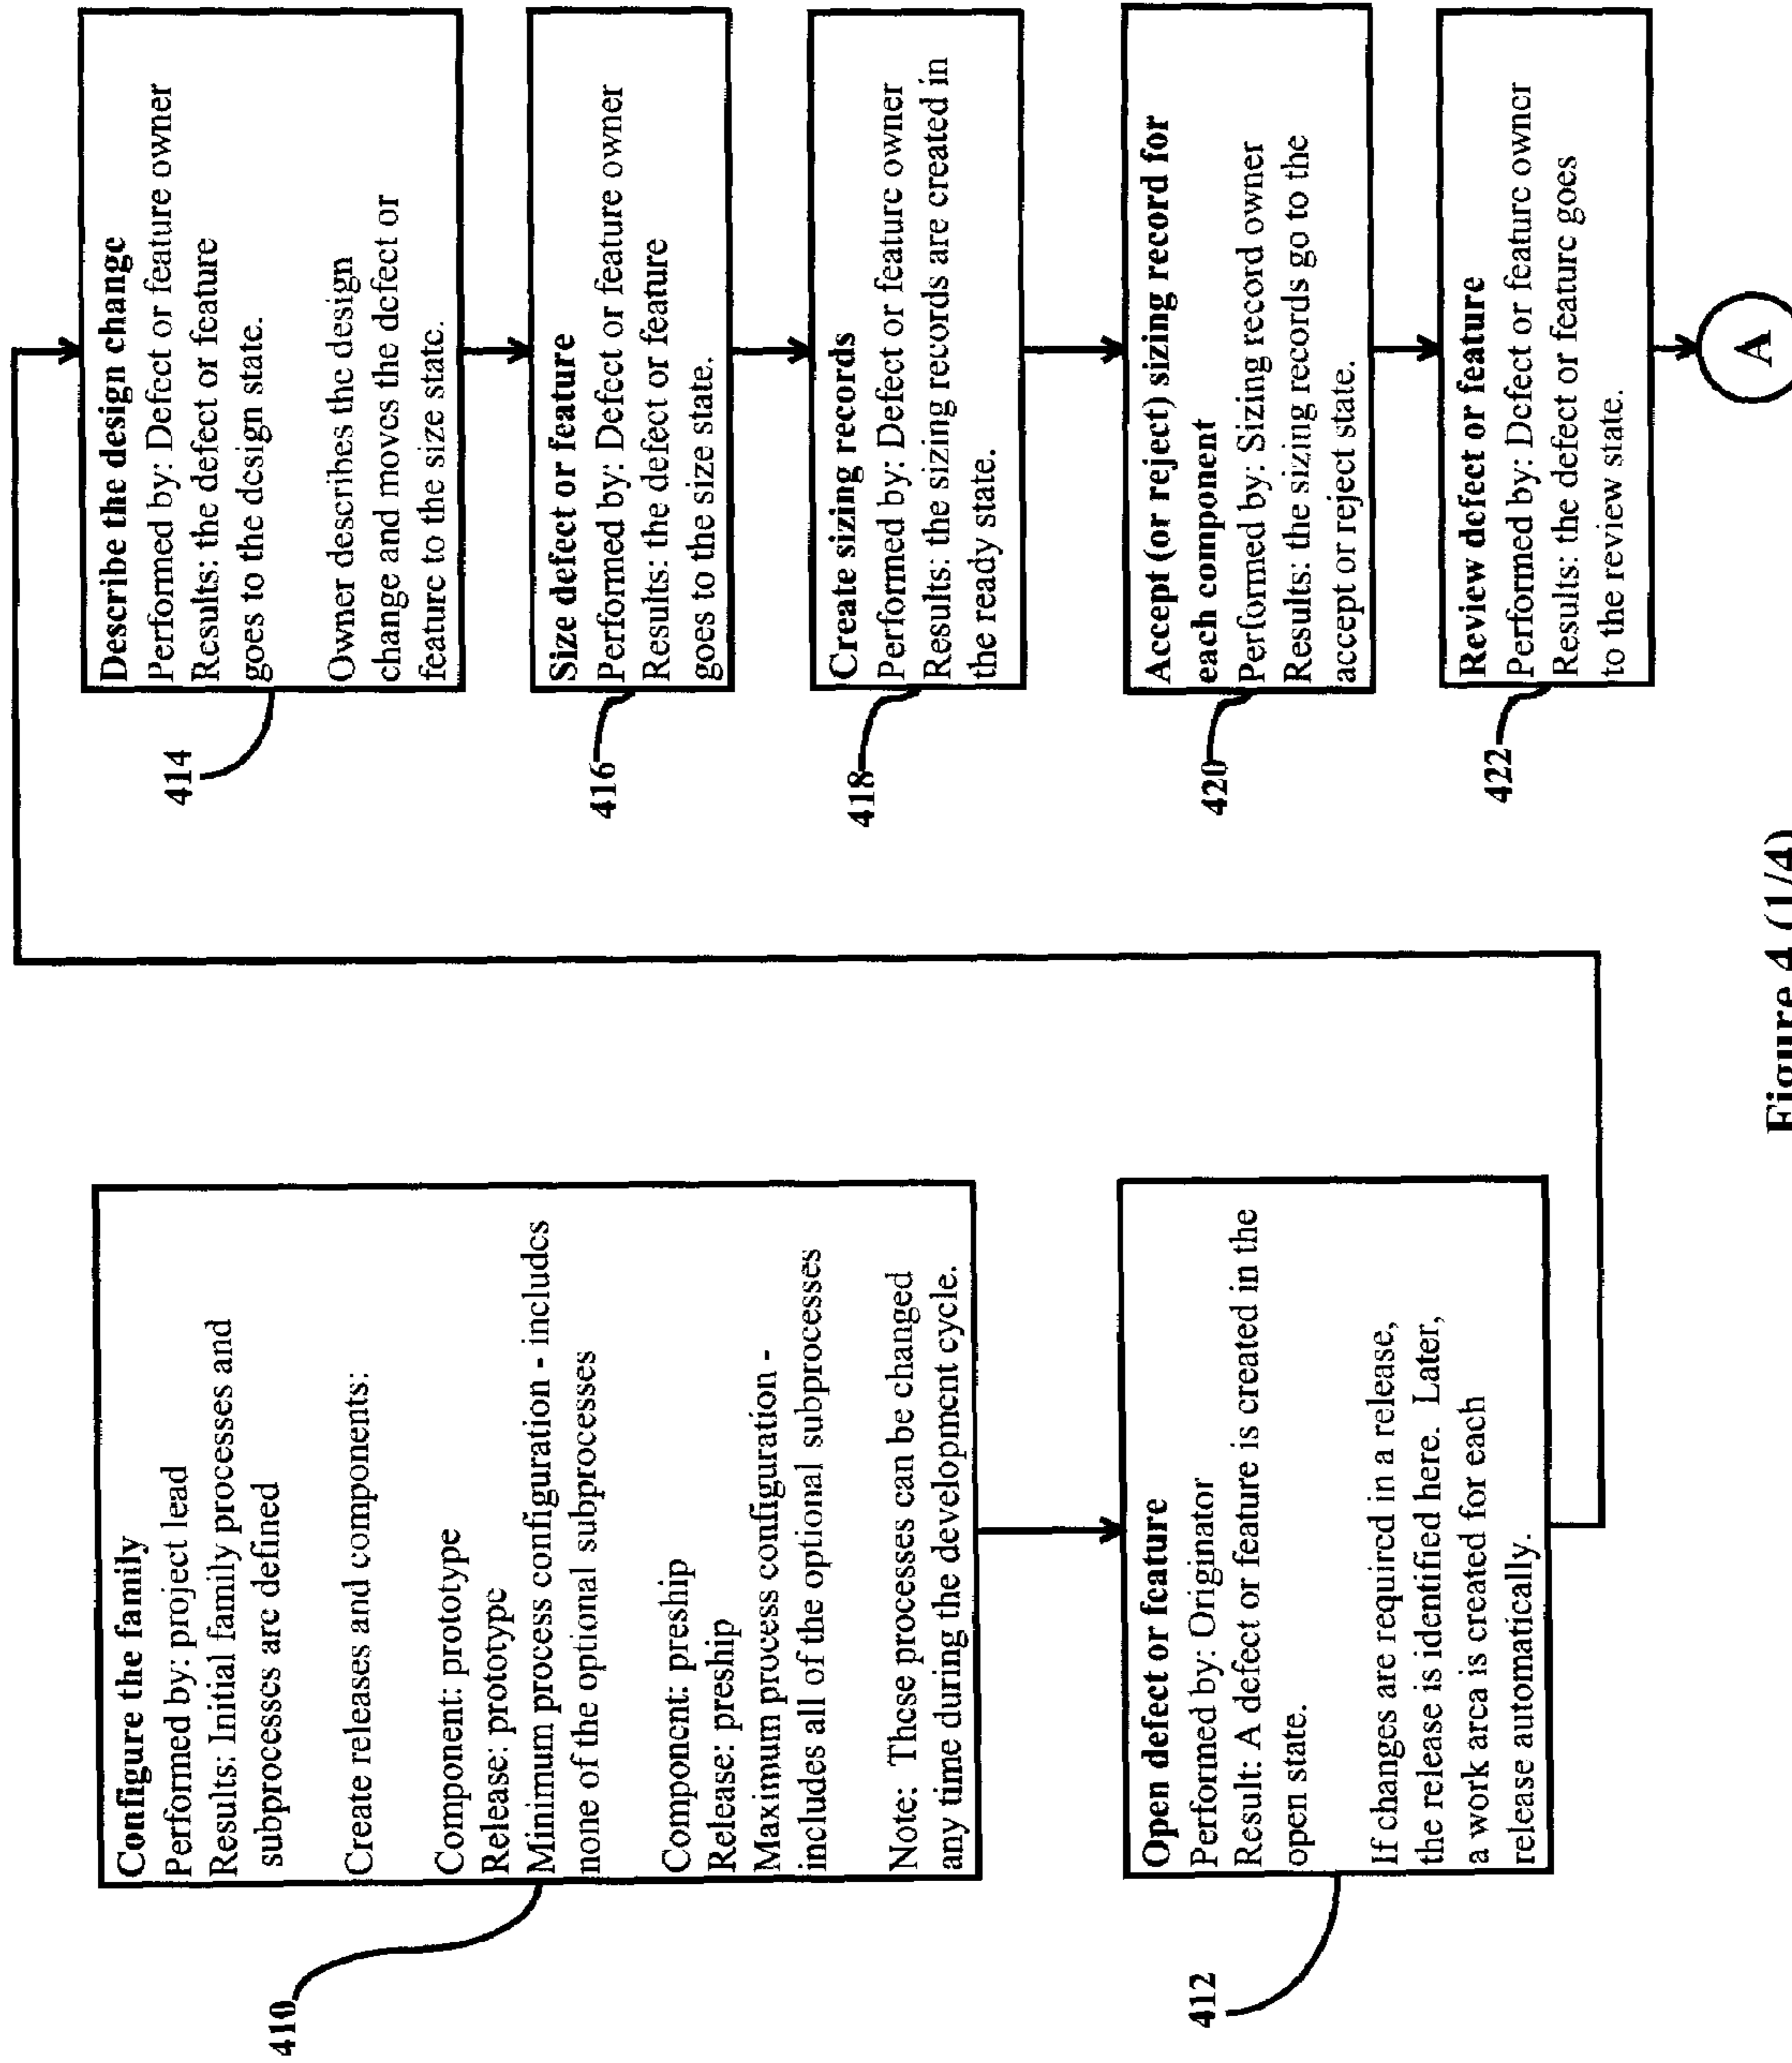 Configure the family
Performed by: project lead
Results: Initial family processes and
subprocesses are defined
Create releases and components:
Component: prototype
Release: prototype
Minimum process configuration - includes
none of the optional subprocesses
Component: preship
Release: preship
Maximum process configuration -
includes all of the optional subprocesses
Note: These processes can be changed
any time during the development cycle.
410
Open defect or feature
Performed by: Originator
Result: A defect or feature is created in the
open state.
If changes are required in a release,
the release is identified here. Later,
a work area is created for each
release automatically.
412
Describe the design change
Performed by: Defect or feature owner
Results: the defect or feature
goes to the design state.
Owner describes the design
change and moves the defect or
feature to the size state.
414
Size defect or feature
Performed by: Defect or feature owner
Results: the defect or feature
goes to the size state.
416
Create sizing records
Performed by: Defect or feature owner
Results: the sizing records are created in
the ready state.
418
Accept (or reject) sizing record for
each component
Performed by: Sizing record owner
Results: the sizing records go to the
accept or reject state.
420
Review defect or feature
Performed by: Defect or feature owner
Results: the defect or feature goes
to the review state.
422
A
Figure 4 (1/4)